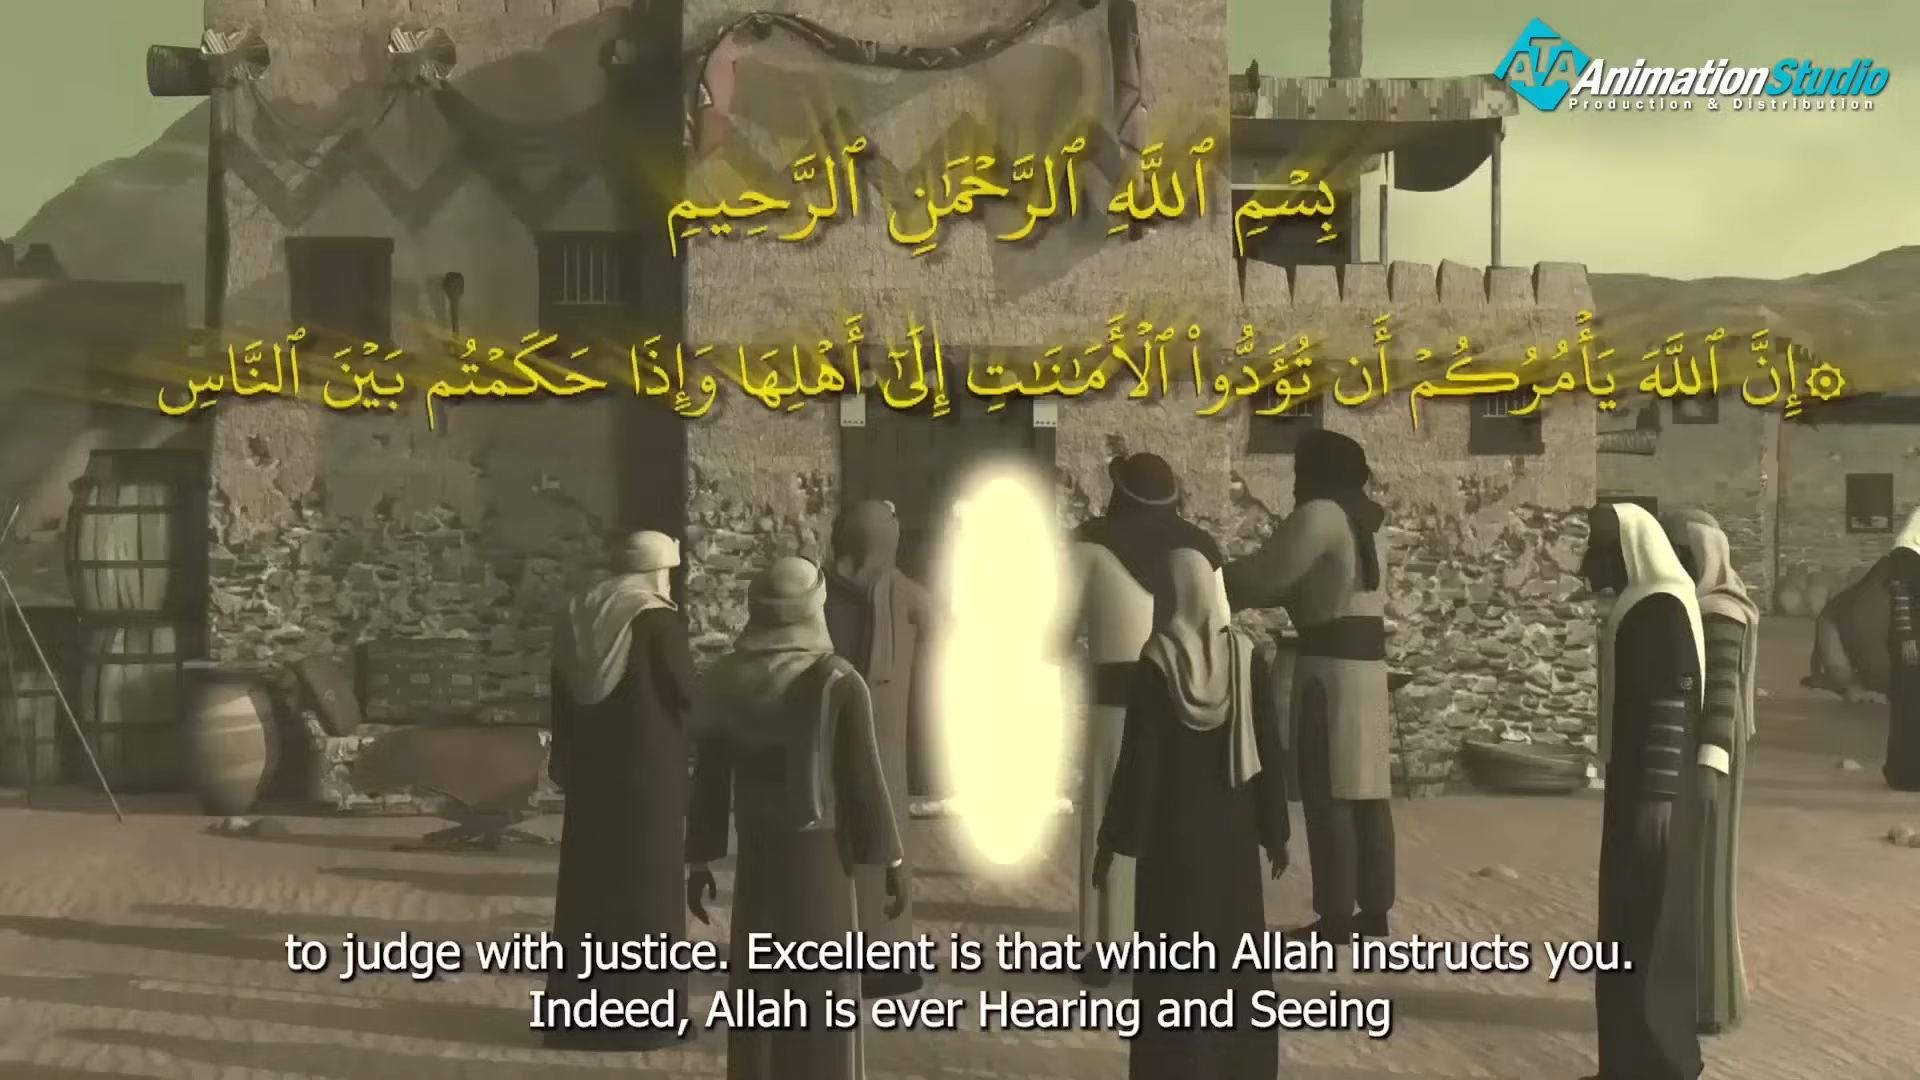 ATA AnimationStudio
Production & Distribution
بِسْمِ ٱللَّهِ ٱلرَّحْمَٰنِ ٱلرَّحِيمِ
۞إِنَّ ٱللَّهَ يَأْمُرُكُمْ أَن تُؤَدُّوا۟ ٱلْأَمَٰنَٰتِ إِلَىٰٓ أَهْلِهَا وَإِذَا حَكَمْتُم بَيْنَ ٱلنَّاسِ
to judge with justice. Excellent is that which Allah instructs you.
Indeed, Allah is ever Hearing and Seeing